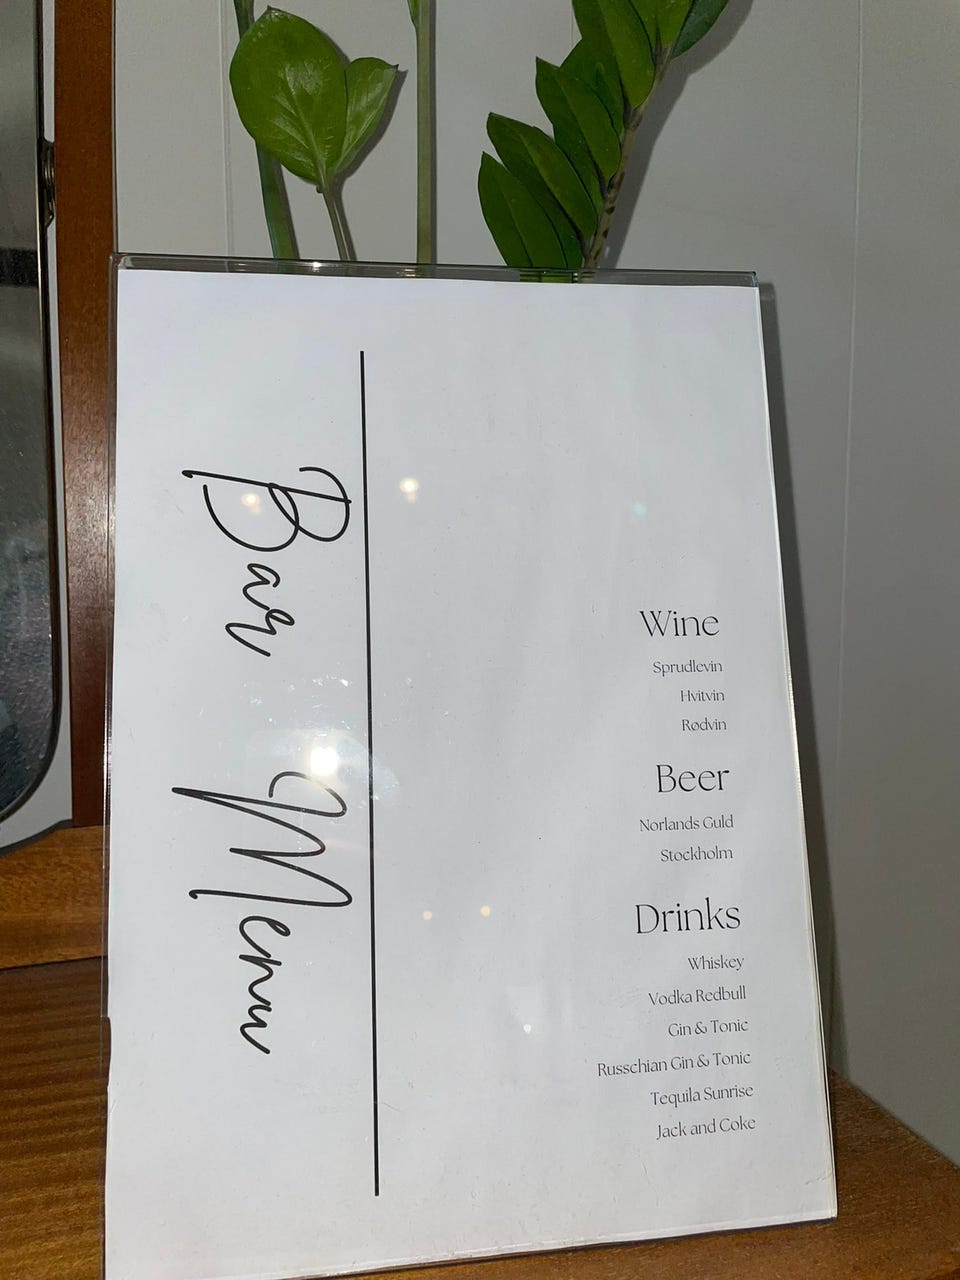 Bar Menu
Wine
Sprudlevin
Hvitvin
Rødvin
Beer
Norlands Guld
Stockholm
Drinks
Whiskey
Vodka Redbull
Gin & Tonic
Russchian Gin & Tonic
Tequila Sunrise
Jack and Coke